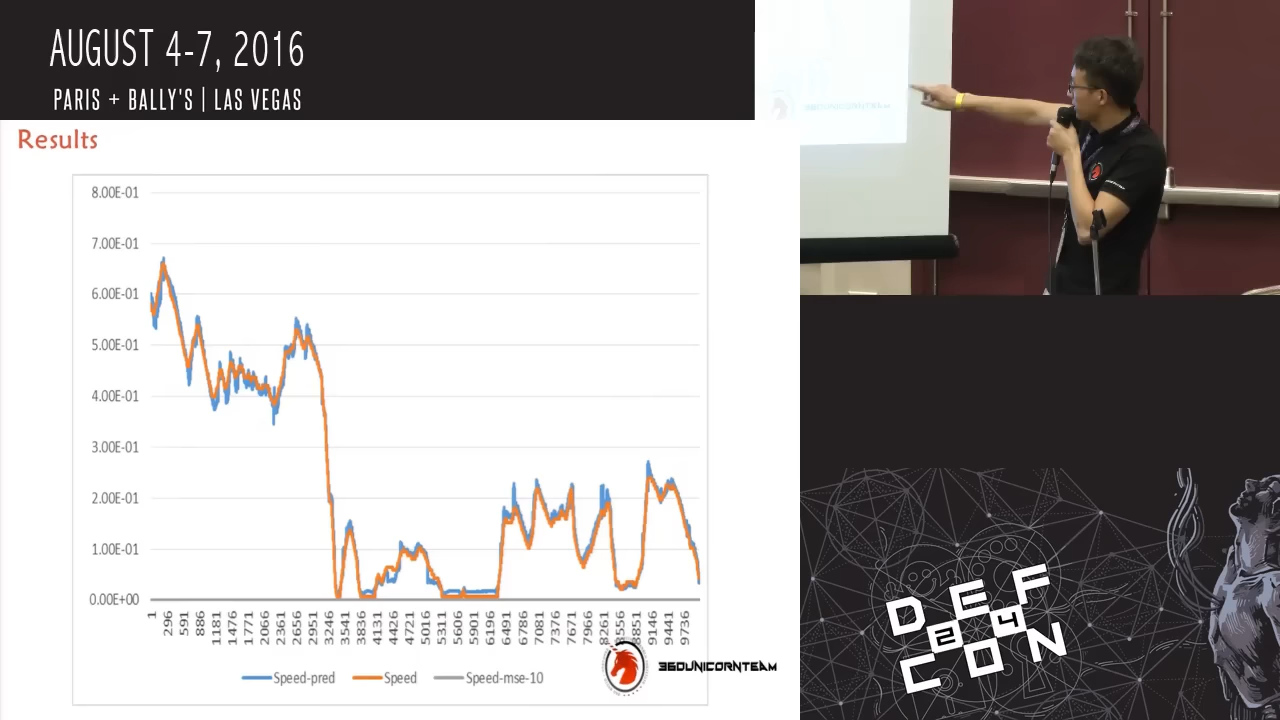 AUGUST 4-7, 2016
PARIS + BALLY'S | LAS VEGAS
Results
8.00E-01
7.00E-01
6.00E-01
5.00E-01
4.00E-01
3.00E-01
2.00E-01
1.00E-01
0.00E+00
1 296 591 886 1181 1476 1771 2066 2361 2656 2951 3246 3541 3836 4131 4426 4721 5016 5311 5606 5901 6196 6491 6786 7081 7376 7671 7966 8261 8556 8851 9146 9441 9736
Speed-pred Speed Speed-mse-10
360UNICORNTEAM
360UNICORNTEAM
DEF
24
CON